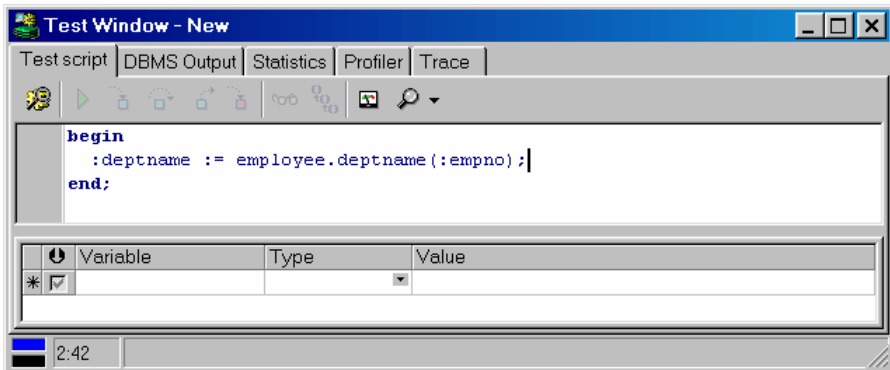 Test Window - New
Test script DBMS Output Statistics Profiler Trace
begin
:deptname := employee.deptname(:empno);
end;
Variable Type Value
2:42